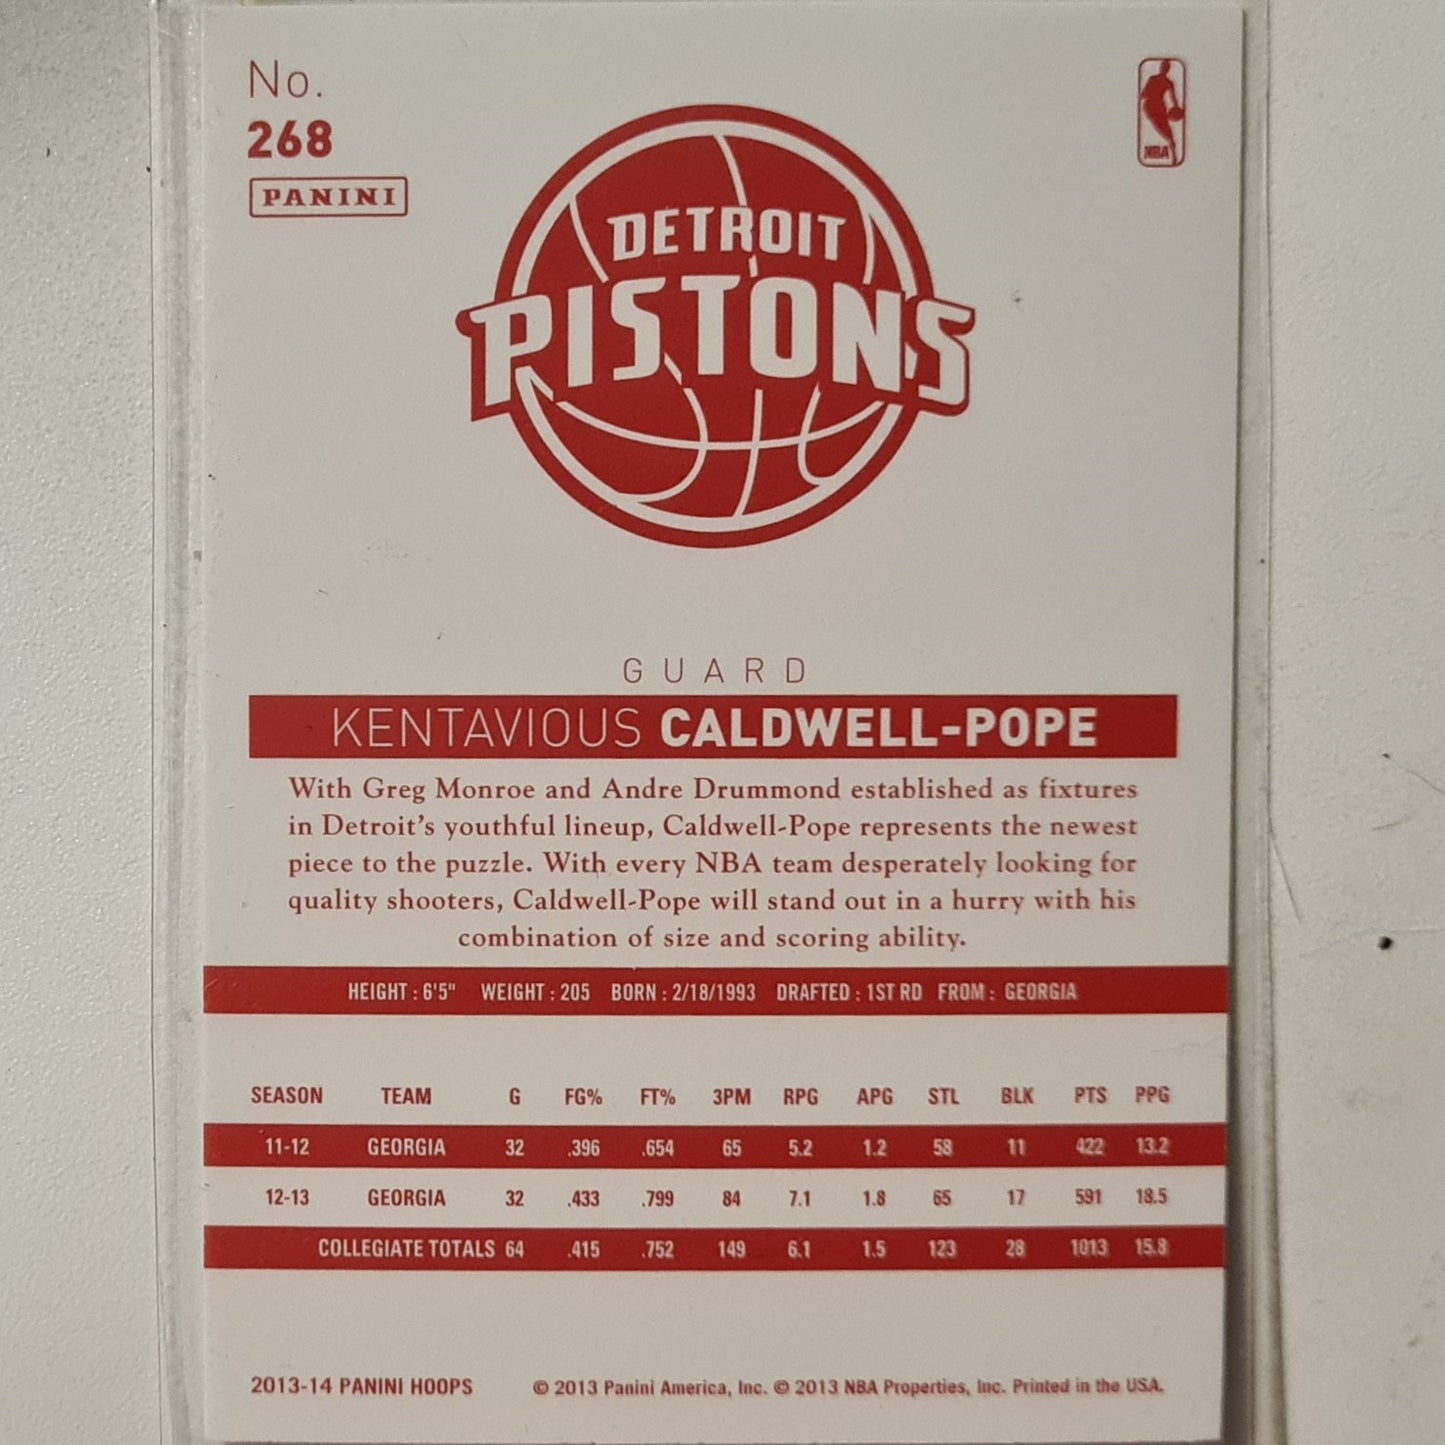 No.
268
PANINI
NBA
DETROIT
PISTONS
GUARD
KENTAVIOUS CALDWELL-POPE
With Greg Monroe and Andre Drummond established as fixtures
in Detroit's youthful lineup, Caldwell-Pope represents the newest
piece to the puzzle. With every NBA team desperately looking for
quality shooters, Caldwell-Pope will stand out in a hurry with his
combination of size and scoring ability.
HEIGHT : 6'5" WEIGHT : 205 BORN : 2/18/1993 DRAFTED : 1ST RD FROM : GEORGIA
SEASON TEAM G FG% FT% 3PM RPG APG STL BLK PTS PPG
11-12 GEORGIA 32 .396 .654 65 5.2 1.2 58 11 422 13.2
12-13 GEORGIA 32 .433 .799 84 7.1 1.8 65 17 591 18.5
COLLEGIATE TOTALS 64 .415 .752 149 6.1 1.5 123 28 1013 15.8
2013-14 PANINI HOOPS © 2013 Panini America, Inc. © 2013 NBA Properties, Inc. Printed in the USA.